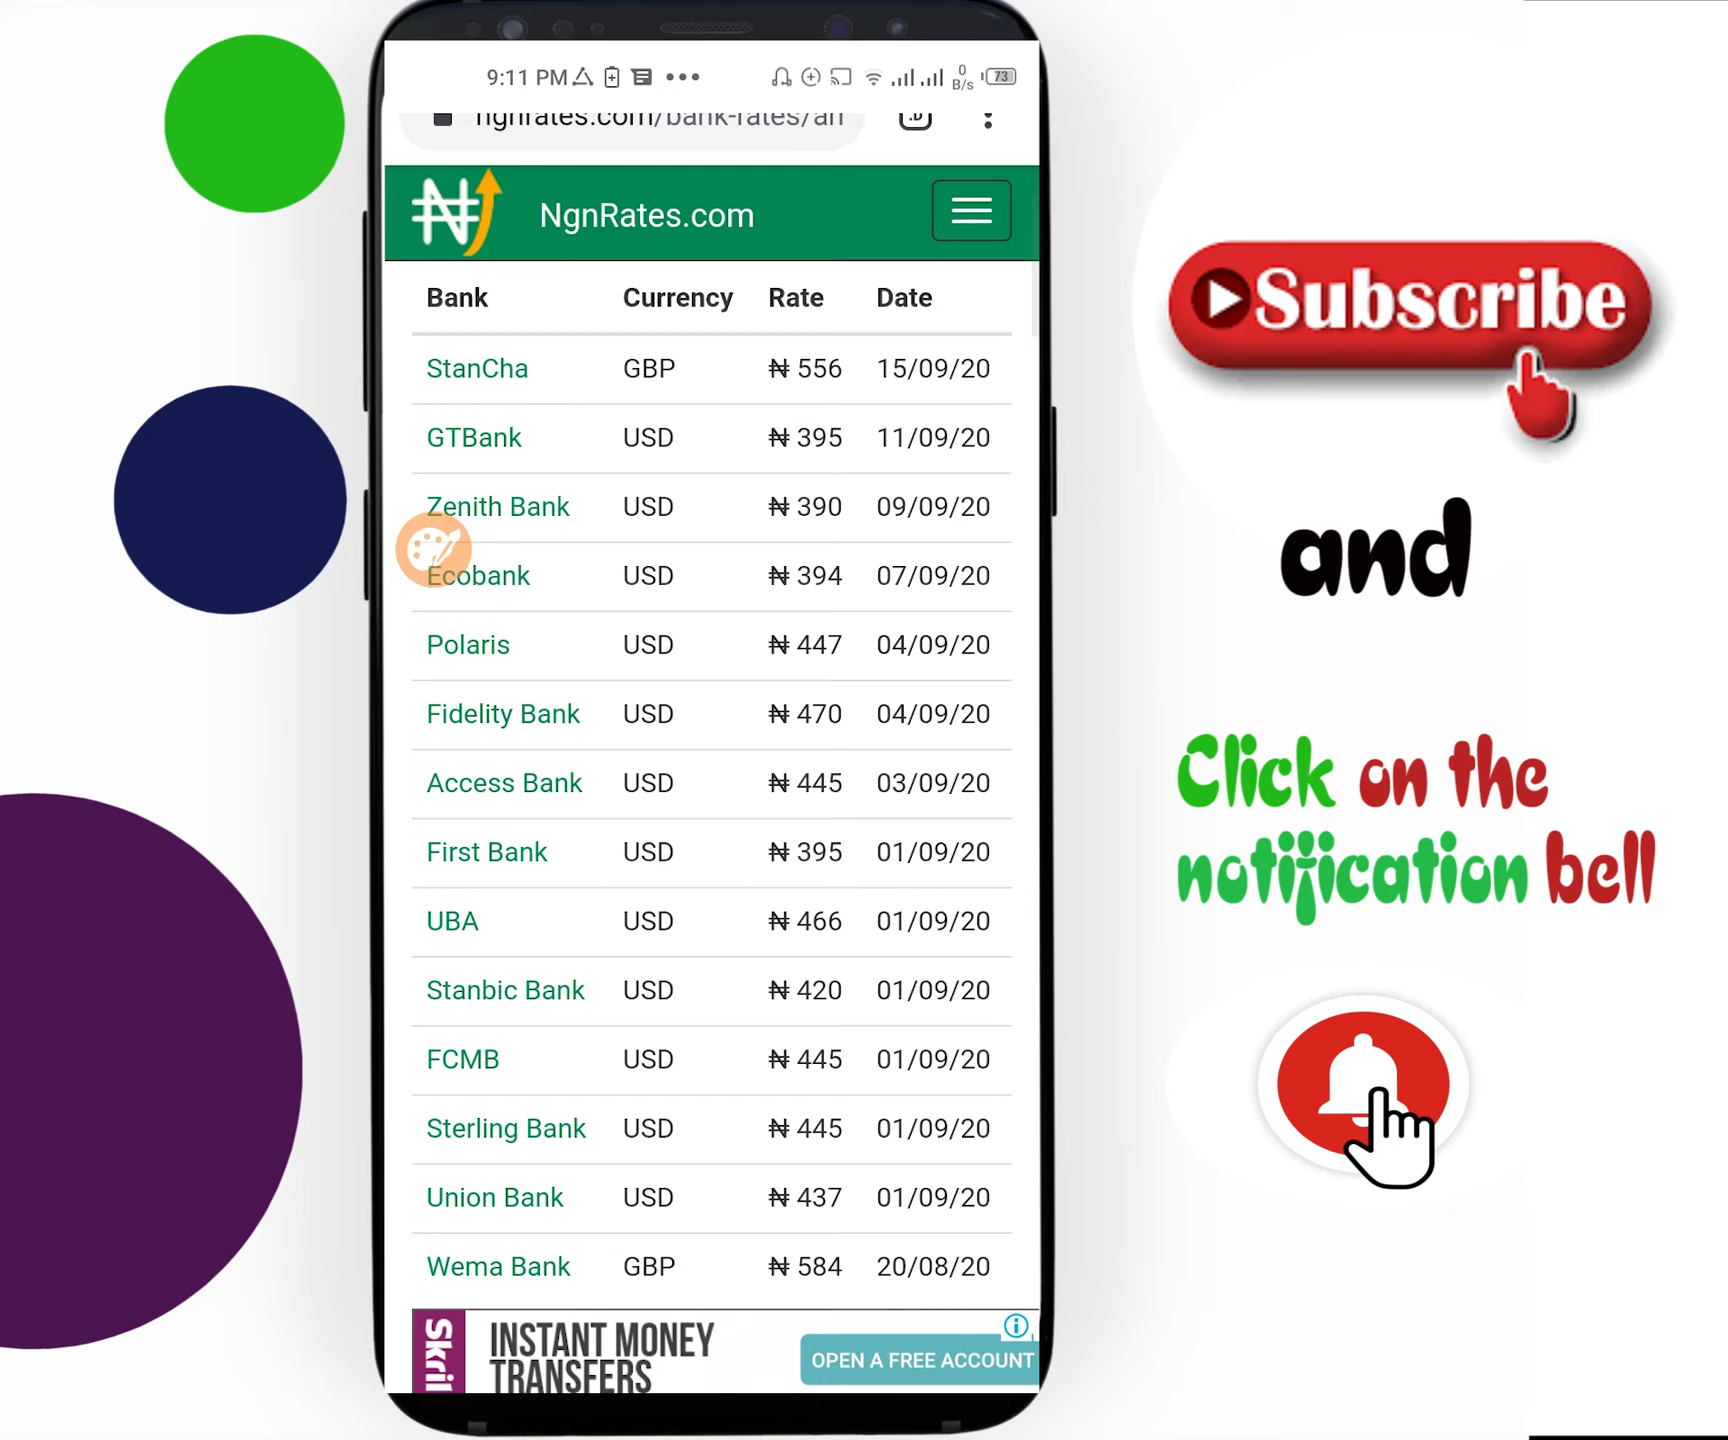 9:11 PM
0
B/s
73
ngnrates.com/bank-rates/an
:D
NgnRates.com
Bank Currency Rate Date
StanCha GBP ₦ 556 15/09/20
GTBank USD ₦ 395 11/09/20
Zenith Bank USD ₦ 390 09/09/20
Ecobank USD ₦ 394 07/09/20
Polaris USD ₦ 447 04/09/20
Fidelity Bank USD ₦ 470 04/09/20
Access Bank USD ₦ 445 03/09/20
First Bank USD ₦ 395 01/09/20
UBA USD ₦ 466 01/09/20
Stanbic Bank USD ₦ 420 01/09/20
FCMB USD ₦ 445 01/09/20
Sterling Bank USD ₦ 445 01/09/20
Union Bank USD ₦ 437 01/09/20
Wema Bank GBP ₦ 584 20/08/20
Skril
INSTANT MONEY
TRANSFERS
OPEN A FREE ACCOUNT
Subscribe
and
Click on the
notification bell